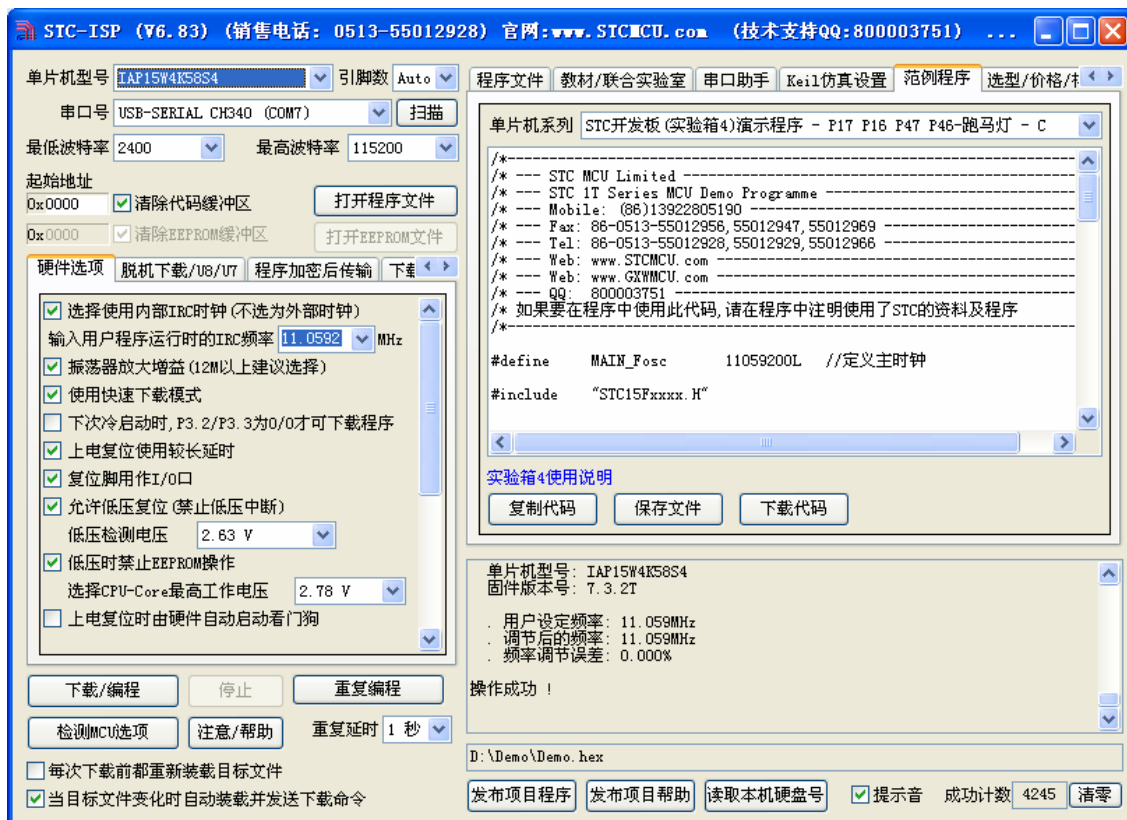 STC-ISP (V6.83) (销售电话: 0513-55012928) 官网:www.STCMCU.com (技术支持QQ:800003751) ...
单片机型号 IAP15W4K58S4 引脚数 Auto
串口号 USB-SERIAL CH340 (COM7) 扫描
最低波特率 2400 最高波特率 115200
起始地址
0x0000 清除代码缓冲区 打开程序文件
0x0000 清除EEPROM缓冲区 打开EEPROM文件
硬件选项 脱机下载/U8/U7 程序加密后传输
选择使用内部IRC时钟(不选为外部时钟)
输入用户程序运行时的IRC频率 11.0592 MHz
振荡器放大增益(12M以上建议选择)
使用快速下载模式
下次冷启动时,P3.2/P3.3为0/0才可下载程序
上电复位使用较长延时
复位脚用作I/O口
允许低压复位(禁止低压中断)
低压检测电压 2.63 V
低压时禁止EEPROM操作
选择CPU-Core最高工作电压 2.78 V
上电复位时由硬件自动启动看门狗
下载/编程 停止 重复编程
检测MCU选项 注意/帮助 重复延时 1 秒
每次下载前都重新装载目标文件
当目标文件变化时自动装载并发送下载命令
程序文件 教材/联合实验室 串口助手 Keil仿真设置 范例程序 选型/价格/
单片机系列 STC开发板(实验箱4)演示程序 - P17 P16 P47 P46-跑马灯 - C
/*---------------------------------------------------------------------
/* --- STC MCU Limited ------------------------------------------------
/* --- STC 1T Series MCU Demo Programme -------------------------------
/* --- Mobile: (86)13922805190 ----------------------------------------
/* --- Fax: 86-0513-55012956,55012947,55012969 ------------------------
/* --- Tel: 86-0513-55012928,55012929,55012966 ------------------------
/* --- Web: www.STCMCU.com --------------------------------------------
/* --- Web: www.GXWMCU.com --------------------------------------------
/* --- QQ: 800003751 --------------------------------------------------
/* 如果要在程序中使用此代码,请在程序中注明使用了STC的资料及程序
/*---------------------------------------------------------------------
#define MAIN_Fosc 11059200L //定义主时钟
#include "STC15Fxxxx.H"
实验箱4使用说明
复制代码 保存文件 下载代码
单片机型号: IAP15W4K58S4
固件版本号: 7.3.2T
. 用户设定频率: 11.059MHz
. 调节后的频率: 11.059MHz
. 频率调节误差: 0.000%
操作成功 !
D:\Demo\Demo.hex
发布项目程序 发布项目帮助 读取本机硬盘号 提示音 成功计数 4245 清零